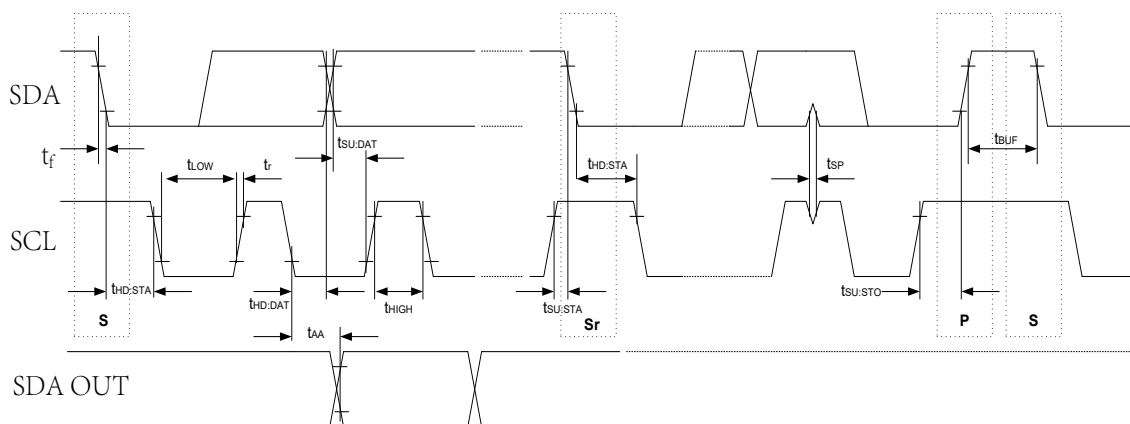 SDA
tf
tLOW
tr
tSU:DAT
tHD:STA
tSP
tBUF
SCL
tHD:STA
tHD:DAT
tHIGH
tSU:STA
tSU:STO
S
Sr
P
S
tAA
SDA OUT